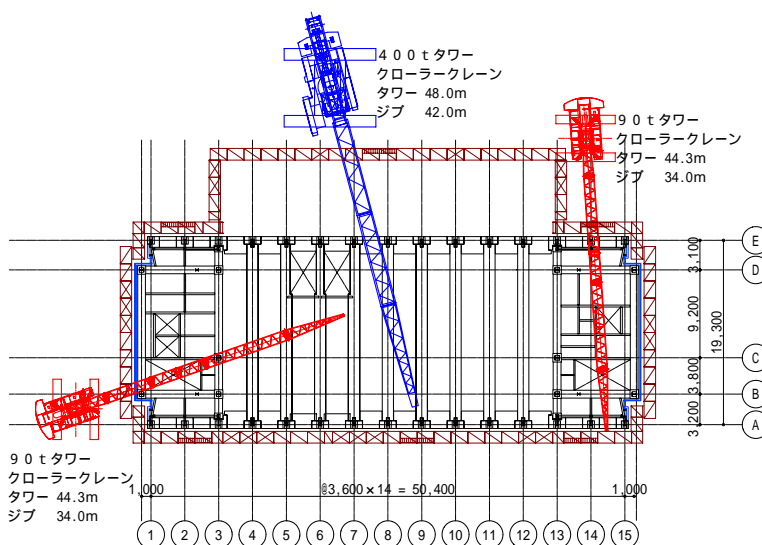 ４００ｔタワー
クローラークレーン
タワー 48.0m
ジブ 42.0m
９０ｔタワー
クローラークレーン
タワー 44.3m
ジブ 34.0m
E
D
C
B
A
3,100
9,200
3,800
3,200
19,300
９０ｔタワー
クローラークレーン
タワー 44.3m
ジブ 34.0m
1,000
@3,600×14 = 50,400
1,000
1 2 3 4 5 6 7 8 9 10 11 12 13 14 15